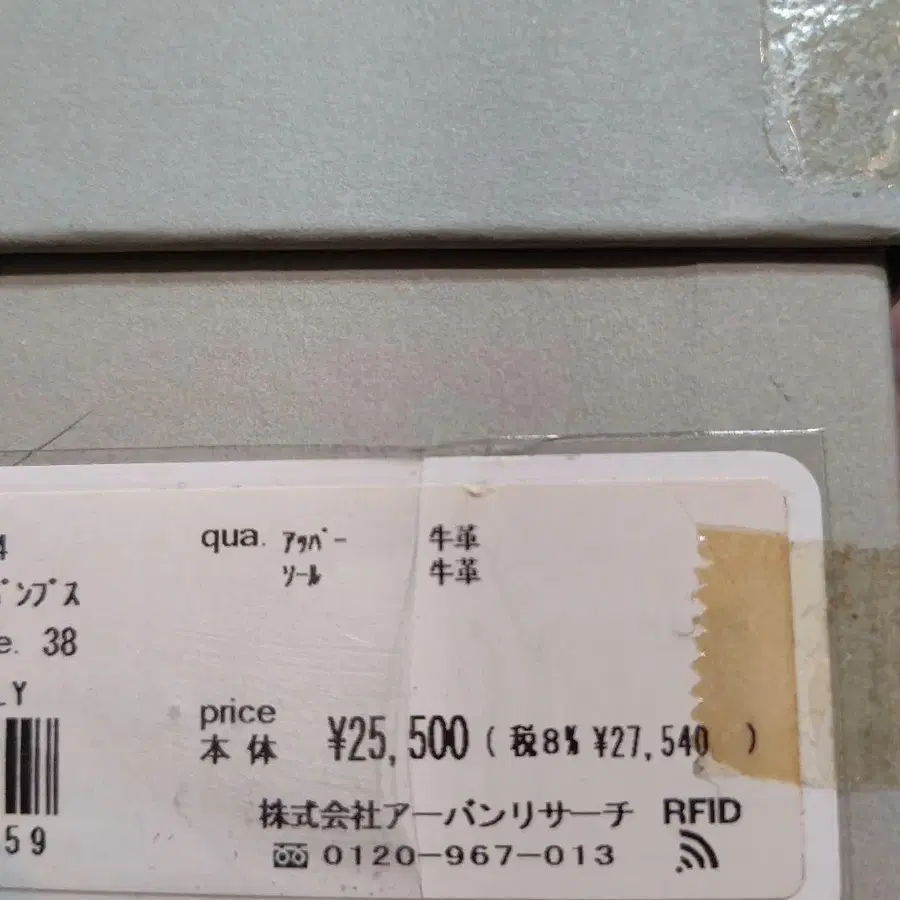 4
qua. ｱｯﾊﾟｰ 牛革
ｿｰﾙ 牛革
ﾝﾌﾟｽ
e. 38
LY
price
本体 ¥25,500 ( 税8% ¥27,540 )
59
株式会社アーバンリサーチ RFID
0120-967-013